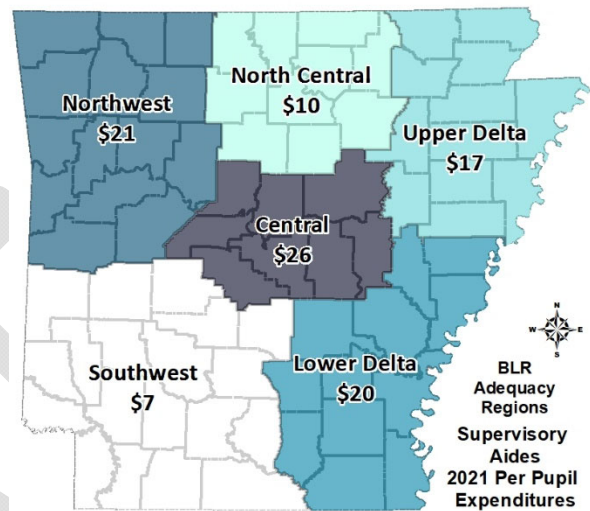 North Central
$10
Northwest
$21
Upper Delta
$17
Central
$26
Southwest
$7
Lower Delta
$20
N
W E
S
BLR
Adequacy
Regions
Supervisory
Aides
2021 Per Pupil
Expenditures